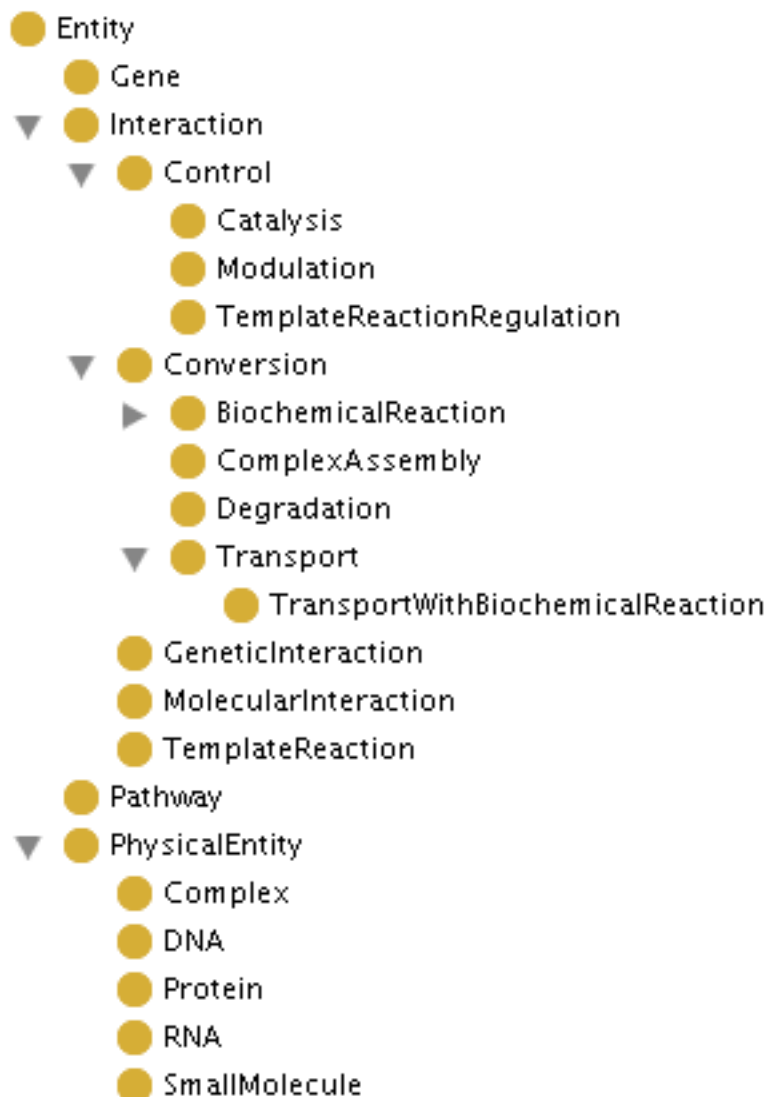 Entity
Gene
Interaction
Control
Catalysis
Modulation
TemplateReactionRegulation
Conversion
BiochemicalReaction
ComplexAssembly
Degradation
Transport
TransportWithBiochemicalReaction
GeneticInteraction
MolecularInteraction
TemplateReaction
Pathway
PhysicalEntity
Complex
DNA
Protein
RNA
SmallMolecule